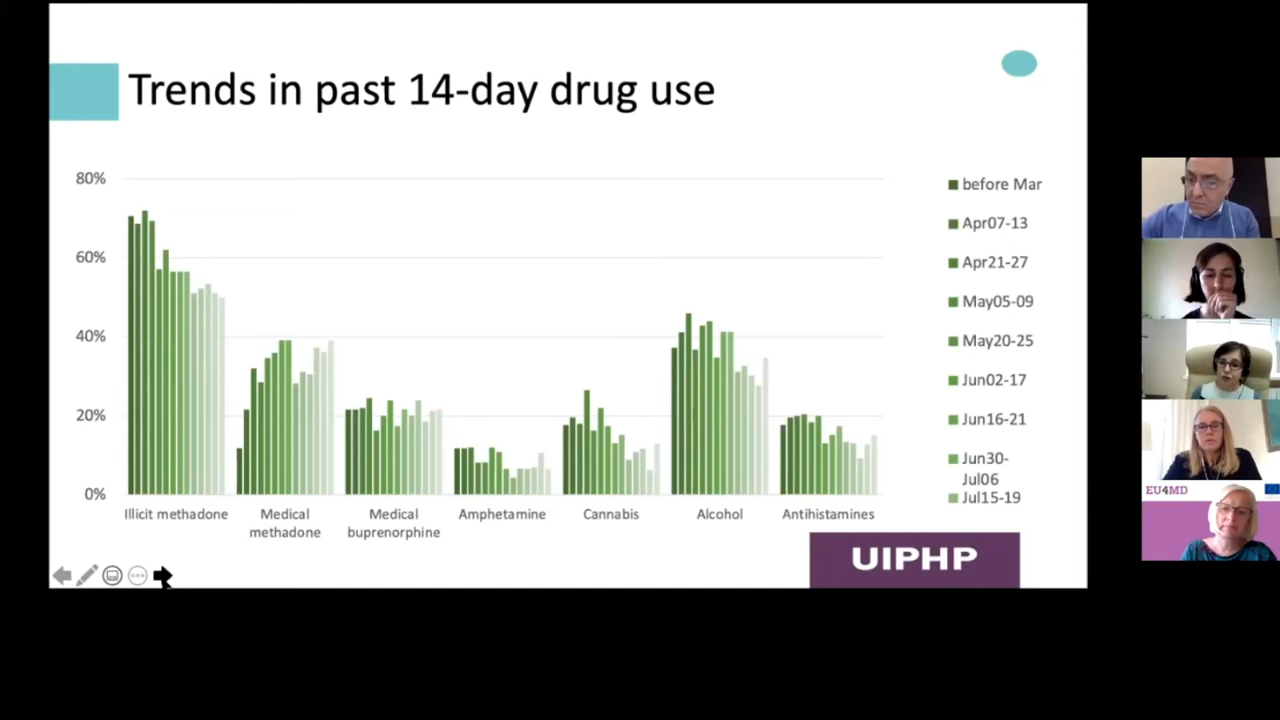 Trends in past 14-day drug use
80%
60%
40%
20%
0%
Illicit methadone
Medical
methadone
Medical
buprenorphine
Amphetamine
Cannabis
Alcohol
Antihistamines
before Mar
Apr07-13
Apr21-27
May05-09
May20-25
Jun02-17
Jun16-21
Jun30-
Jul06
Jul15-19
UIPHP
EU4MD